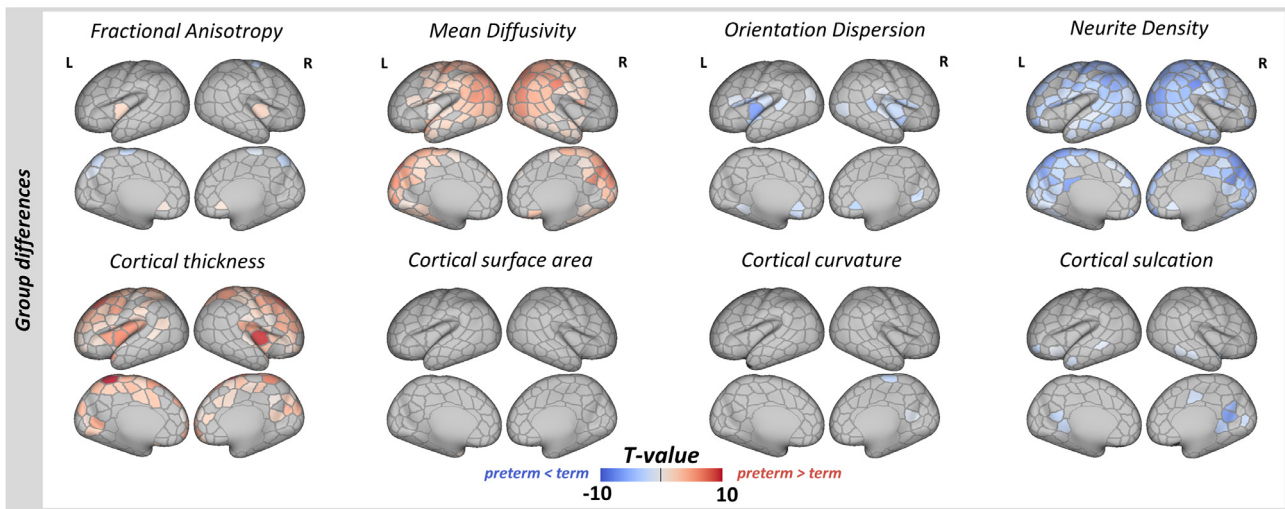 Group differences
Fractional Anisotropy
Mean Diffusivity
Orientation Dispersion
Neurite Density
L R
L R
L R
L R
Cortical thickness
Cortical surface area
Cortical curvature
Cortical sulcation
T-value
preterm < term
preterm > term
-10 10